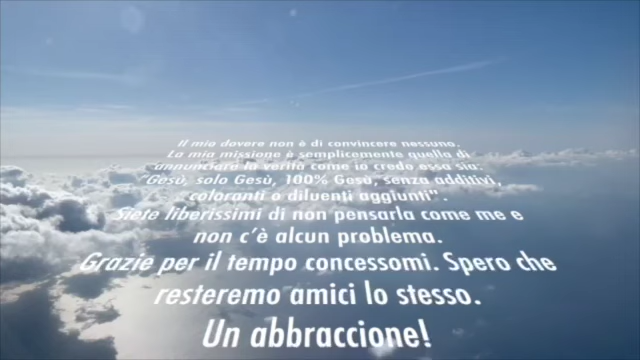 Il mio dovere non è di convincere nessuno.
La mia missione è semplicemente quella di
annunciare la verità come io credo essa sia.
"Gesù, solo Gesù, 100% Gesù, senza additivi,
coloranti o diluenti aggiunti".
Siete liberissimi di non pensarla come me e
non c'è alcun problema.
Grazie per il tempo concessomi. Spero che
resteremo amici lo stesso.
Un abbraccione!